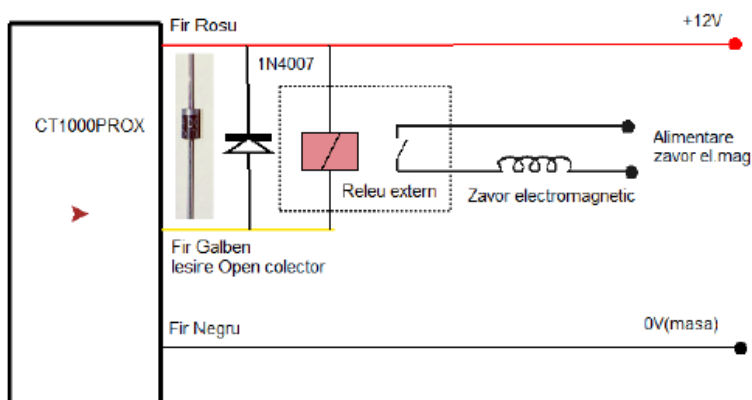 Fir Rosu
+12V
1N4007
CT1000PROX
Alimentare
zavor el.mag
Releu extern
Zavor electromagnetic
Fir Galben
Iesire Open colector
Fir Negru
0V(masa)